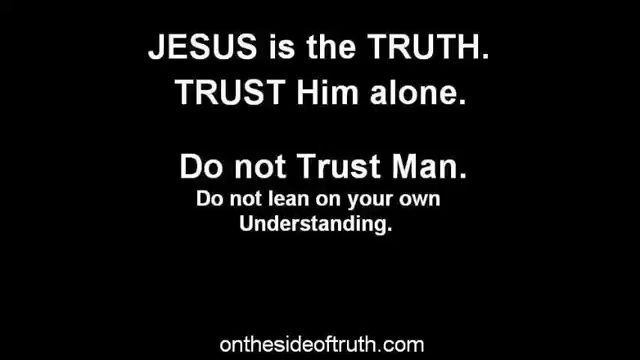 JESUS is the TRUTH.
TRUST Him alone.
Do not Trust Man.
Do not lean on your own
Understanding.
onthesideoftruth.com